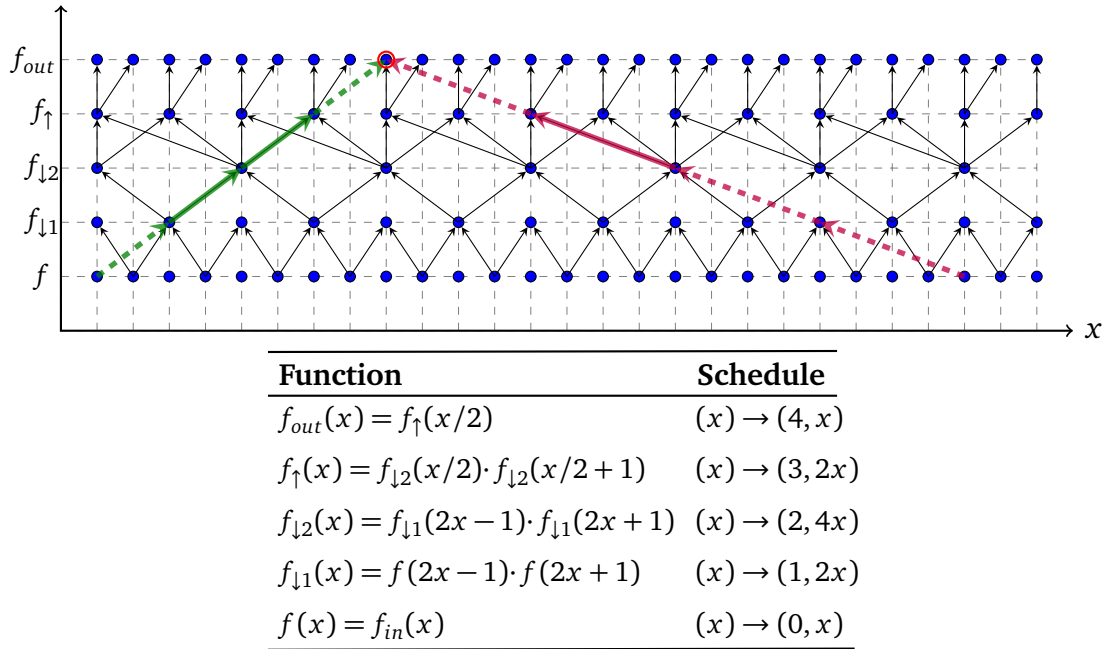 f_out
f_↑
f_↓2
f_↓1
f
x
Function Schedule
f_out(x) = f_↑(x/2) (x) → (4, x)
f_↑(x) = f_↓2(x/2) · f_↓2(x/2 + 1) (x) → (3, 2x)
f_↓2(x) = f_↓1(2x − 1) · f_↓1(2x + 1) (x) → (2, 4x)
f_↓1(x) = f(2x − 1) · f(2x + 1) (x) → (1, 2x)
f(x) = f_in(x) (x) → (0, x)